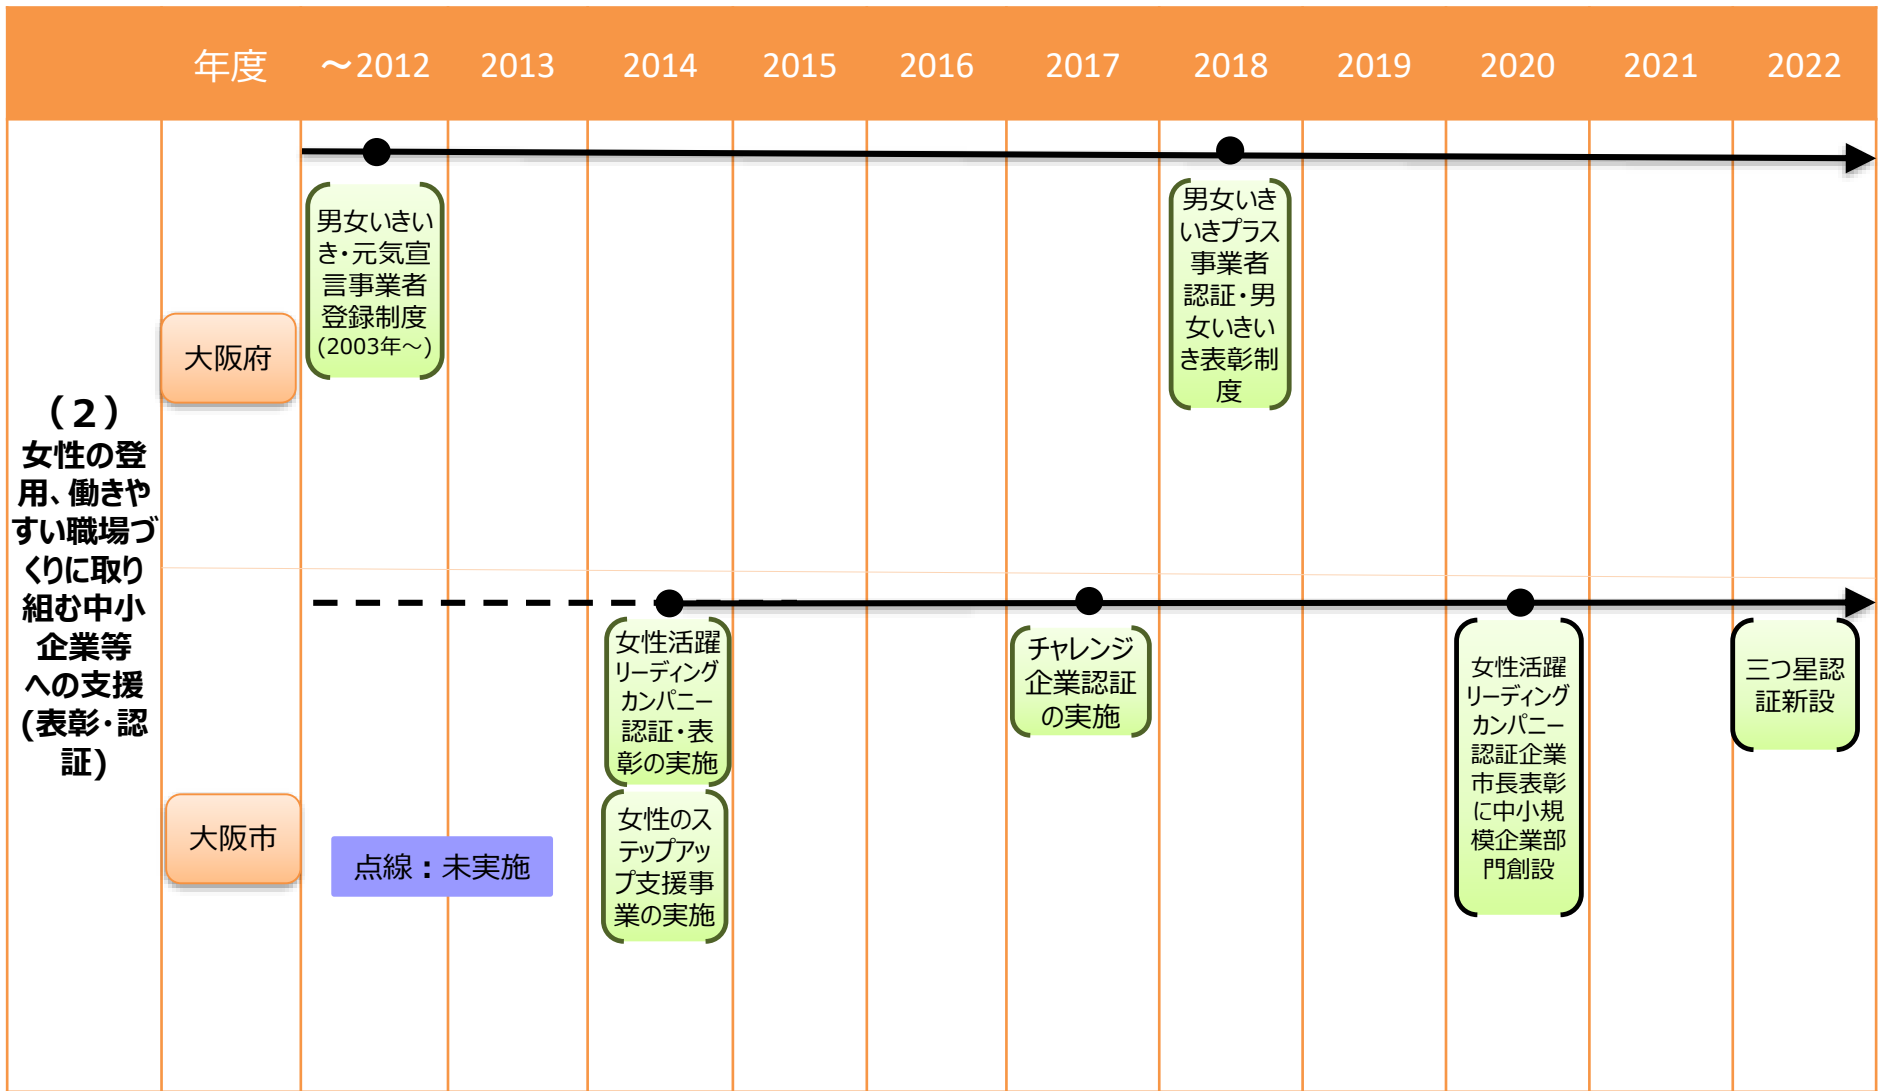 年度 ～2012 2013 2014 2015 2016 2017 2018 2019 2020 2021 2022
（２）
女性の登
用、働きや
すい職場づ
くりに取り
組む中小
企業等
への支援
(表彰・認
証)
大阪府
男女いきい
き・元気宣
言事業者
登録制度
(2003年～)
男女いき
いきプラス
事業者
認証・男
女いきい
き表彰制
度
大阪市
点線：未実施
女性活躍
リーディング
カンパニー
認証・表
彰の実施
女性のス
テップアッ
プ支援事
業の実施
チャレンジ
企業認証
の実施
女性活躍
リーディング
カンパニー
認証企業
市長表彰
に中小規
模企業部
門創設
三つ星認
証新設